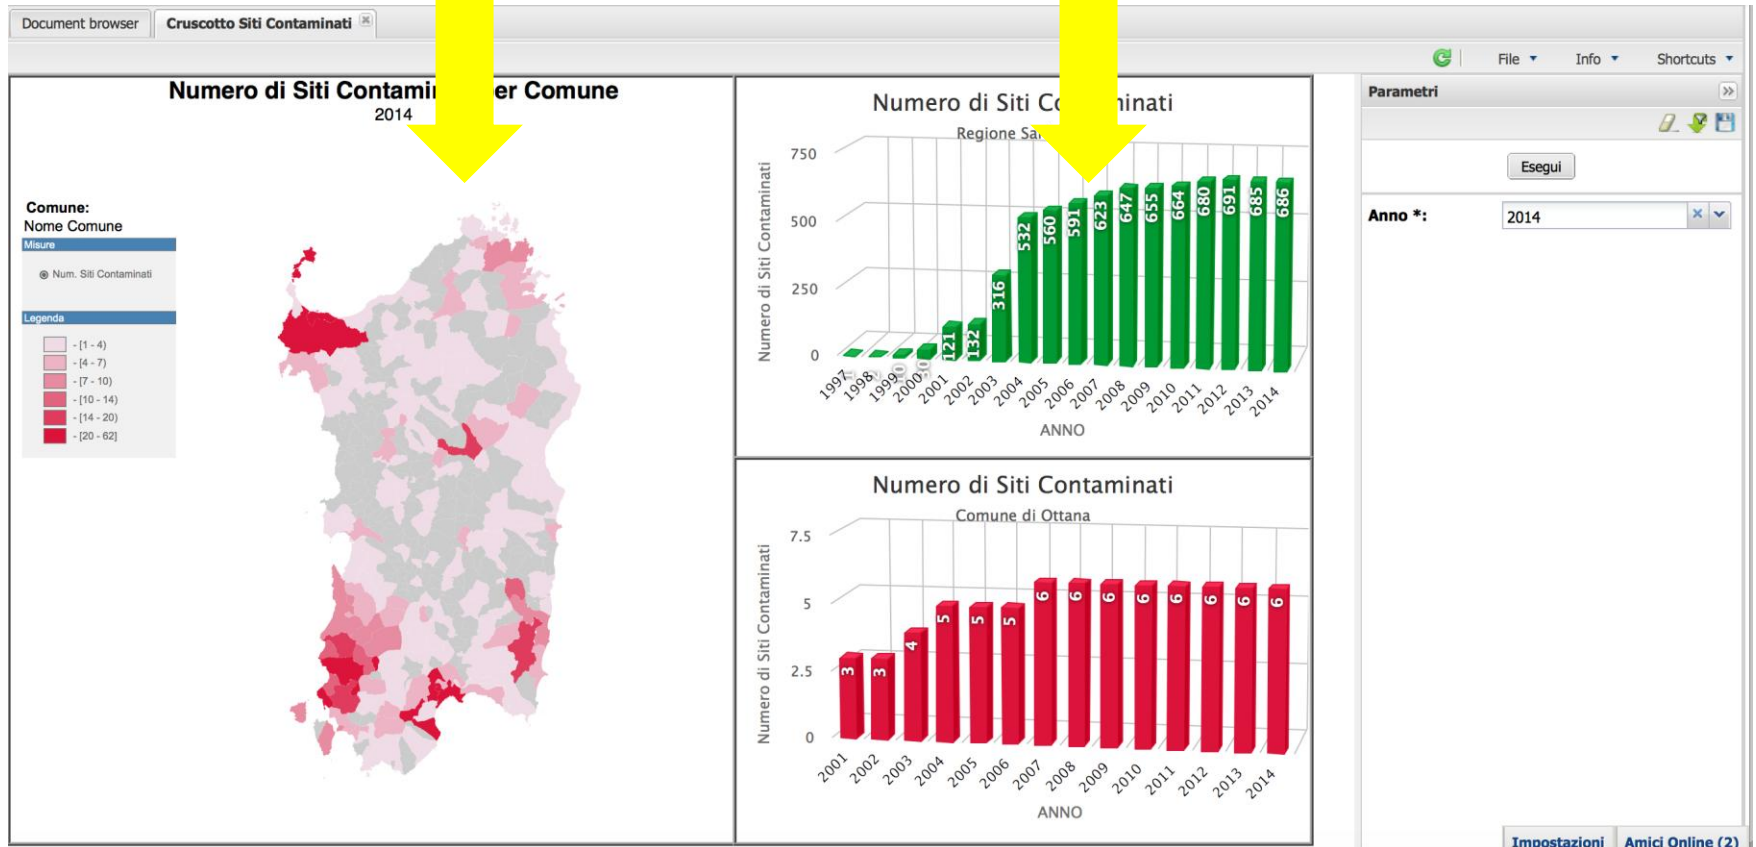 Document browser
Cruscotto Siti Contaminati
File
Info
Shortcuts
Numero di Siti Contami er Comune
2014
Comune:
Nome Comune
Misure
Num. Siti Contaminati
Legenda
- [1 - 4)
- [4 - 7)
- [7 - 10)
- [10 - 14)
- [14 - 20)
- [20 - 62]
Numero di Siti Co inati
Regione Sa
Numero di Siti Contaminati
750
500
250
0
10
30
121
132
316
532
560
591
623
647
655
664
680
691
685
686
1997
1998
1999
2000
2001
2002
2003
2004
2005
2006
2007
2008
2009
2010
2011
2012
2013
2014
ANNO
Numero di Siti Contaminati
Comune di Ottana
Numero di Siti Contaminati
7.5
5
2.5
0
3
3
4
5
5
5
6
6
6
6
6
6
6
6
2001
2002
2003
2004
2005
2006
2007
2008
2009
2010
2011
2012
2013
2014
ANNO
Parametri
Esegui
Anno *:
2014
Impostazioni
Amici Online (2)